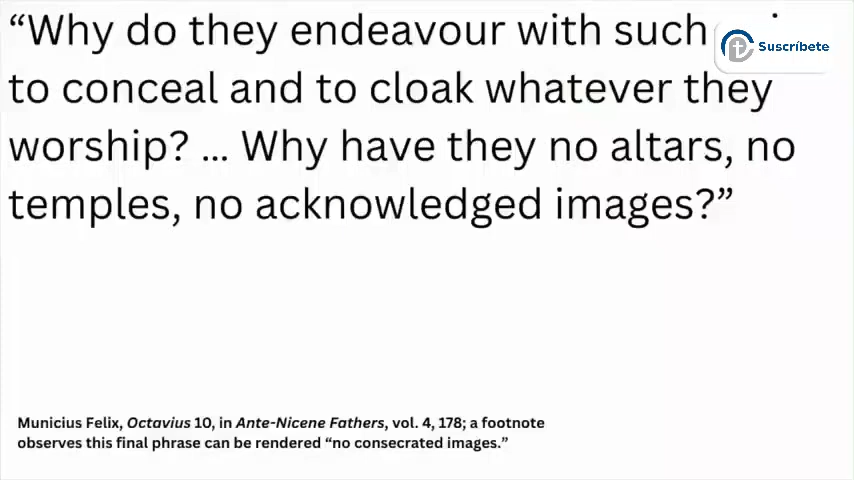 “Why do they endeavour with such
to conceal and to cloak whatever they
worship? ... Why have they no altars, no
temples, no acknowledged images?”
Suscríbete
Municius Felix, Octavius 10, in Ante-Nicene Fathers, vol. 4, 178; a footnote
observes this final phrase can be rendered “no consecrated images.”